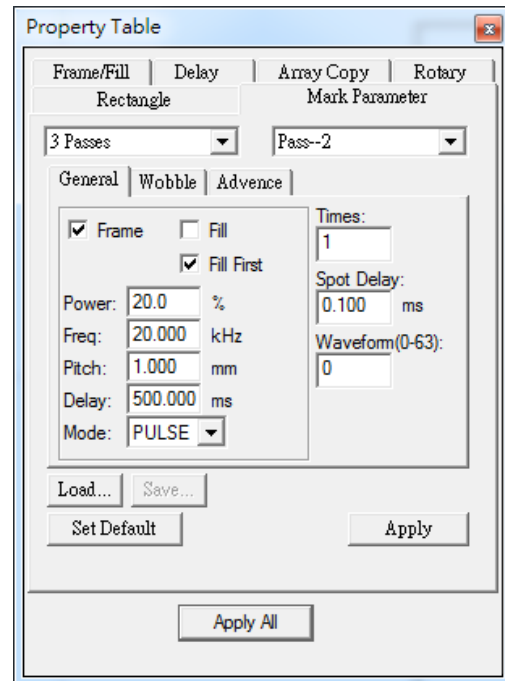 Property Table
Frame/Fill Delay Array Copy Rotary
Rectangle Mark Parameter
3 Passes Pass--2
General Wobble Advence
Frame Fill Times:
1
Fill First
Spot Delay:
Power: 20.0 % 0.100 ms
Freq: 20.000 kHz Waveform(0-63):
Pitch: 1.000 mm 0
Delay: 500.000 ms
Mode: PULSE
Load... Save...
Set Default Apply
Apply All